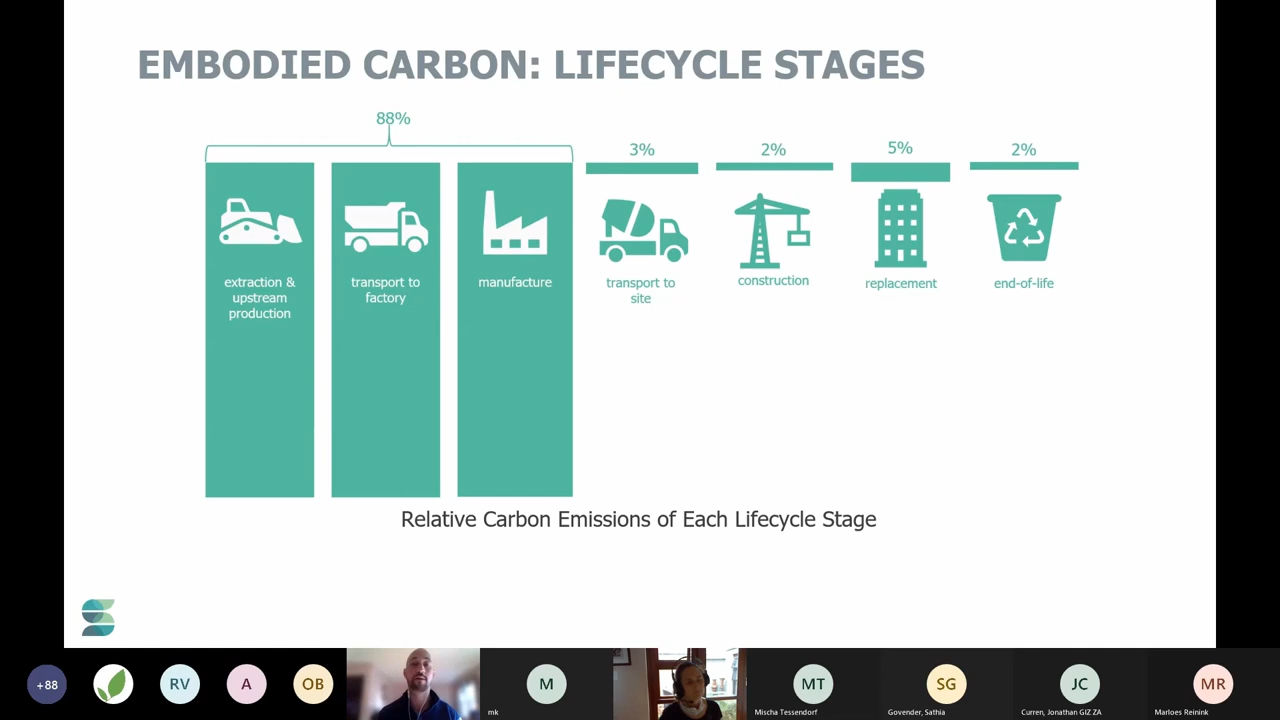 EMBODIED CARBON: LIFECYCLE STAGES
88%
3%
2%
5%
2%
extraction &
upstream
production
transport to
factory
manufacture
transport to
site
construction
replacement
end-of-life
Relative Carbon Emissions of Each Lifecycle Stage
+88
RV
A
OB
M
mk
MT
Mischa Tessendorf
SG
Govender, Sathia
JC
Curren, Jonathan GIZ ZA
MR
Marloes Reinink